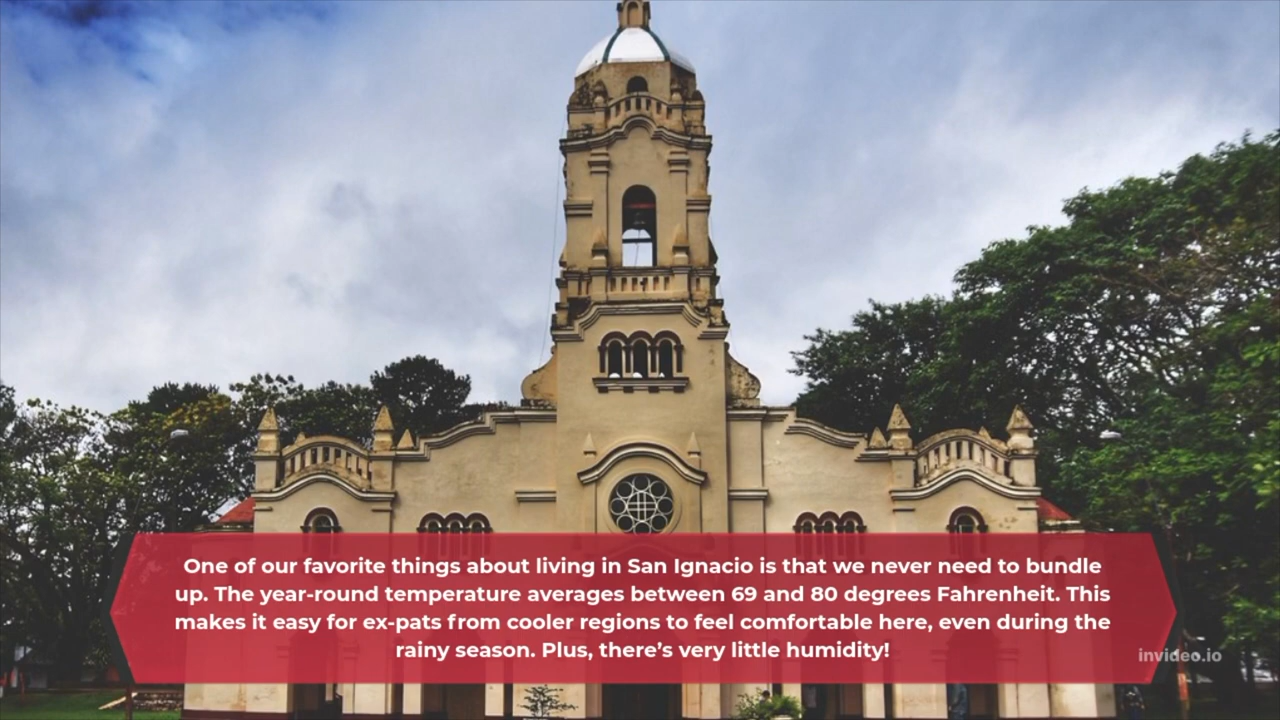 One of our favorite things about living in San Ignacio is that we never need to bundle
up. The year-round temperature averages between 69 and 80 degrees Fahrenheit. This
makes it easy for ex-pats from cooler regions to feel comfortable here, even during the
rainy season. Plus, there’s very little humidity!
invideo.io